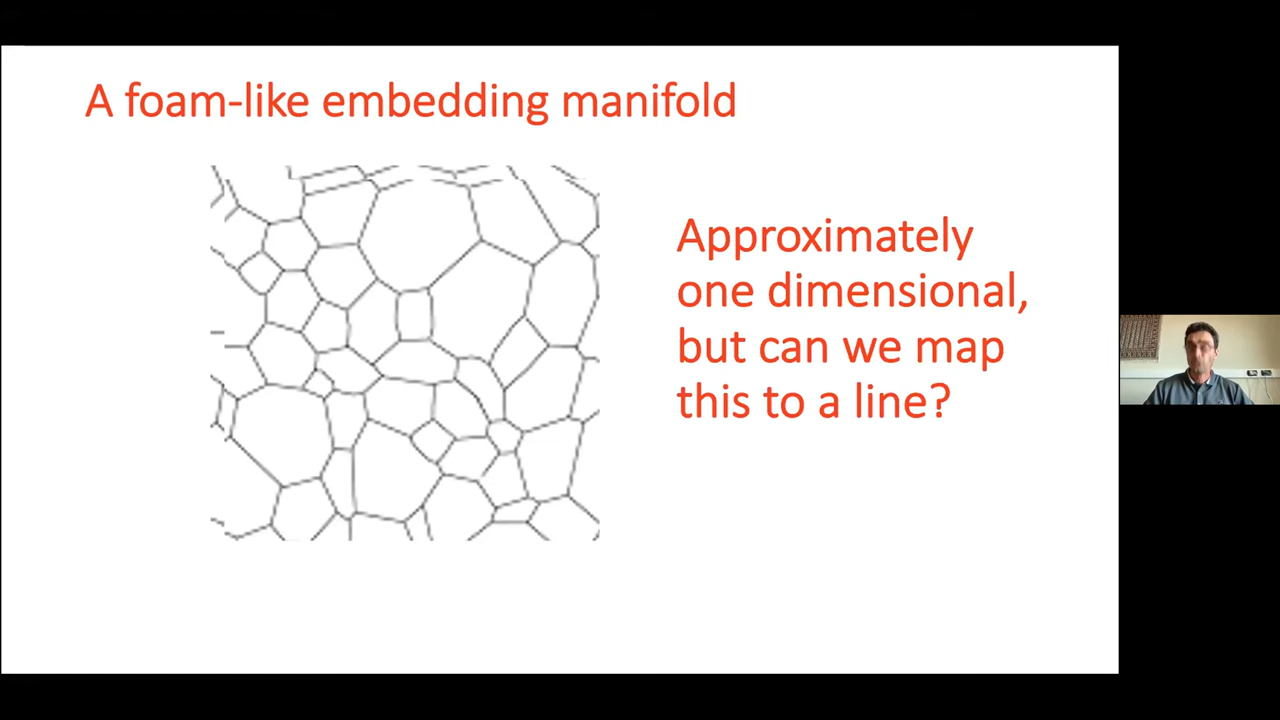 A foam-like embedding manifold
Approximately
one dimensional,
but can we map
this to a line?